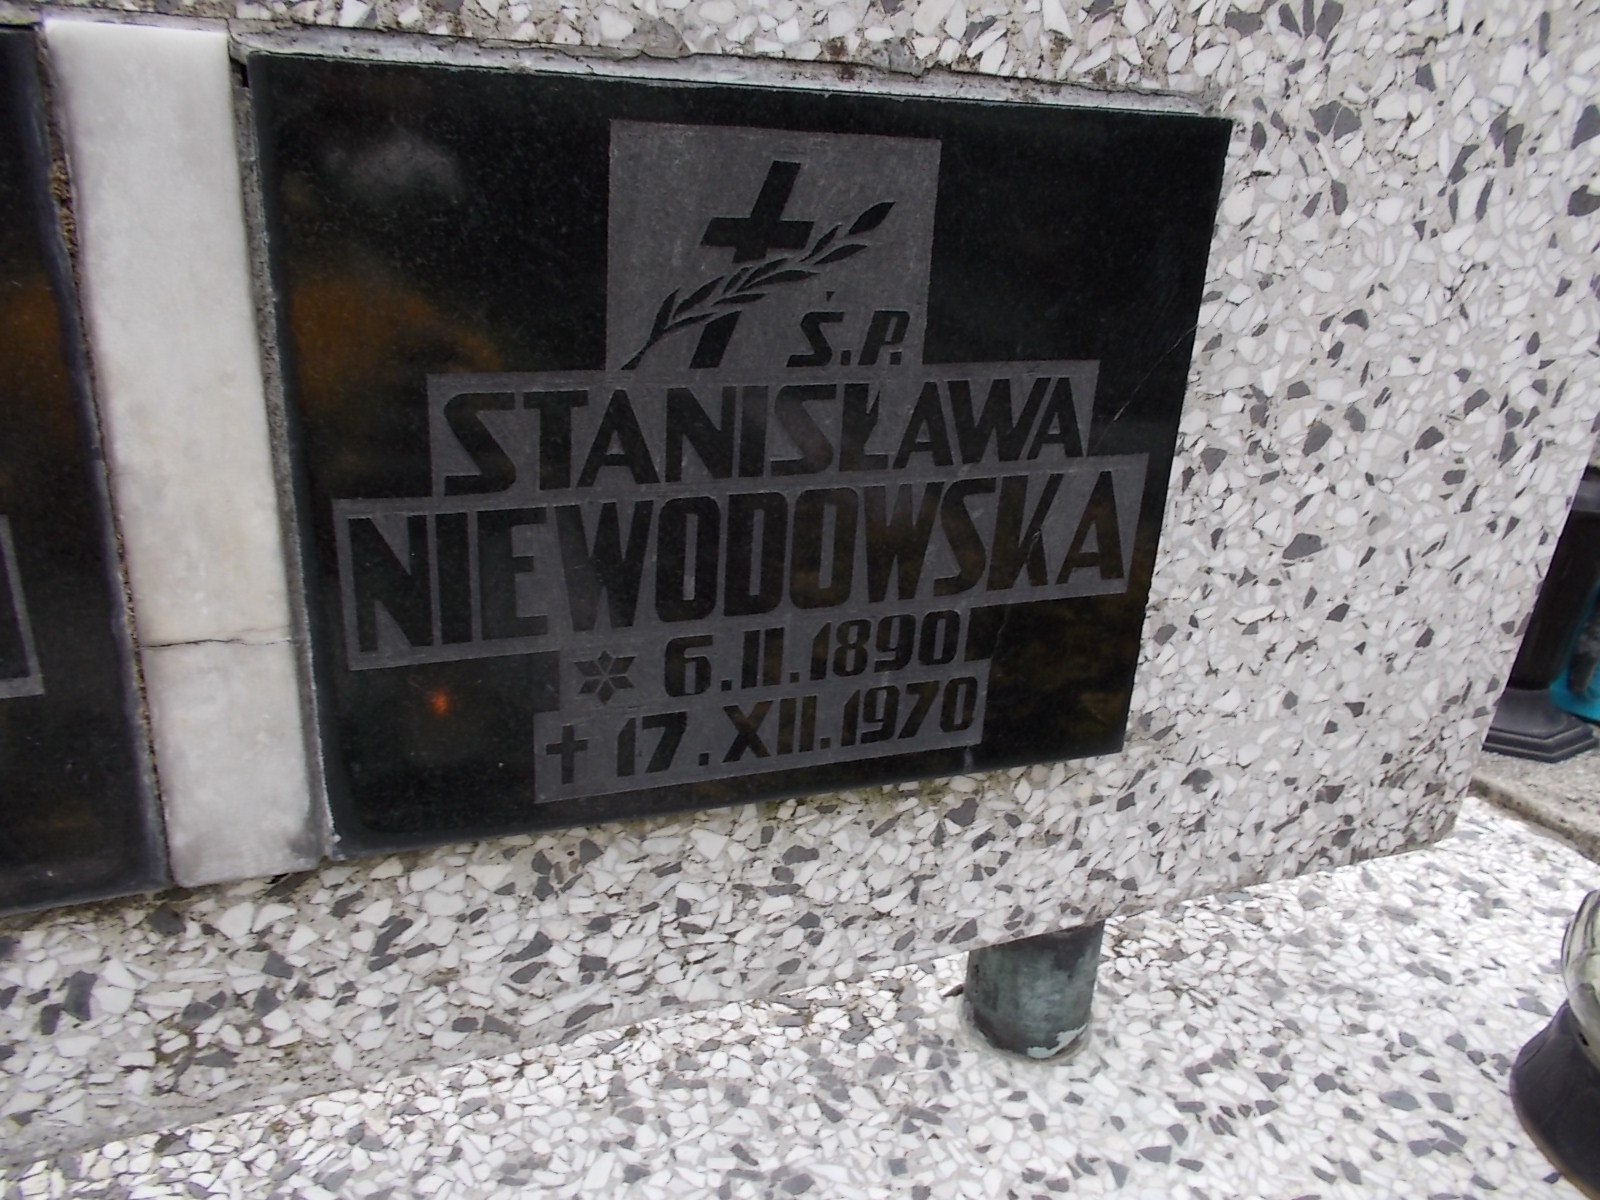 Ś.P.
STANISŁAWA
NIEWODOWSKA
* 6.II.1890
† 17.XII.1970